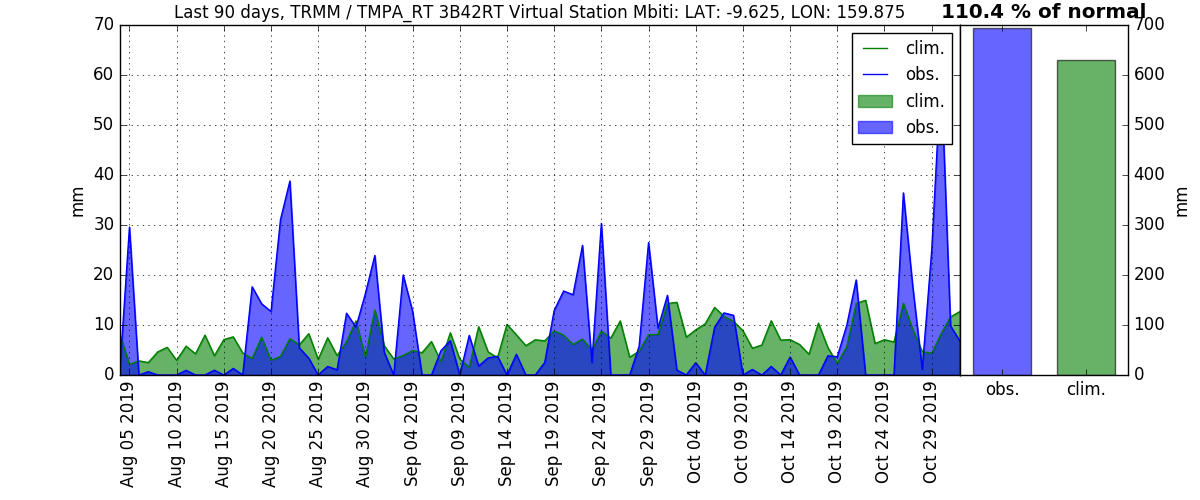 Last 90 days, TRMM / TMPA_RT 3B42RT Virtual Station Mbiti: LAT: -9.625, LON: 159.875
110.4 % of normal
70
60
50
40
30
20
10
0
mm
clim.
obs.
clim.
obs.
Aug 05 2019
Aug 10 2019
Aug 15 2019
Aug 20 2019
Aug 25 2019
Aug 30 2019
Sep 04 2019
Sep 09 2019
Sep 14 2019
Sep 19 2019
Sep 24 2019
Sep 29 2019
Oct 04 2019
Oct 09 2019
Oct 14 2019
Oct 19 2019
Oct 24 2019
Oct 29 2019
700
600
500
400
300
200
100
0
mm
obs.
clim.